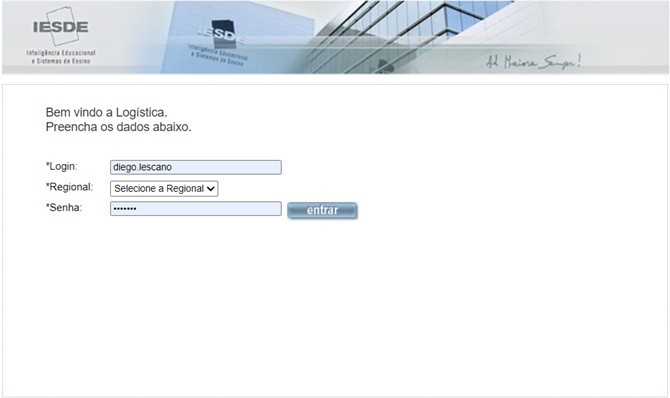 IESDE
Inteligência Educacional
e Sistemas de Ensino
IESDE
Inteligência Educacional
e Sistemas de Ensino
Ad Maiora Semper!
Bem vindo a Logística.
Preencha os dados abaixo.
*Login: diego.lescano
*Regional: Selecione a Regional
*Senha: ••••••• entrar